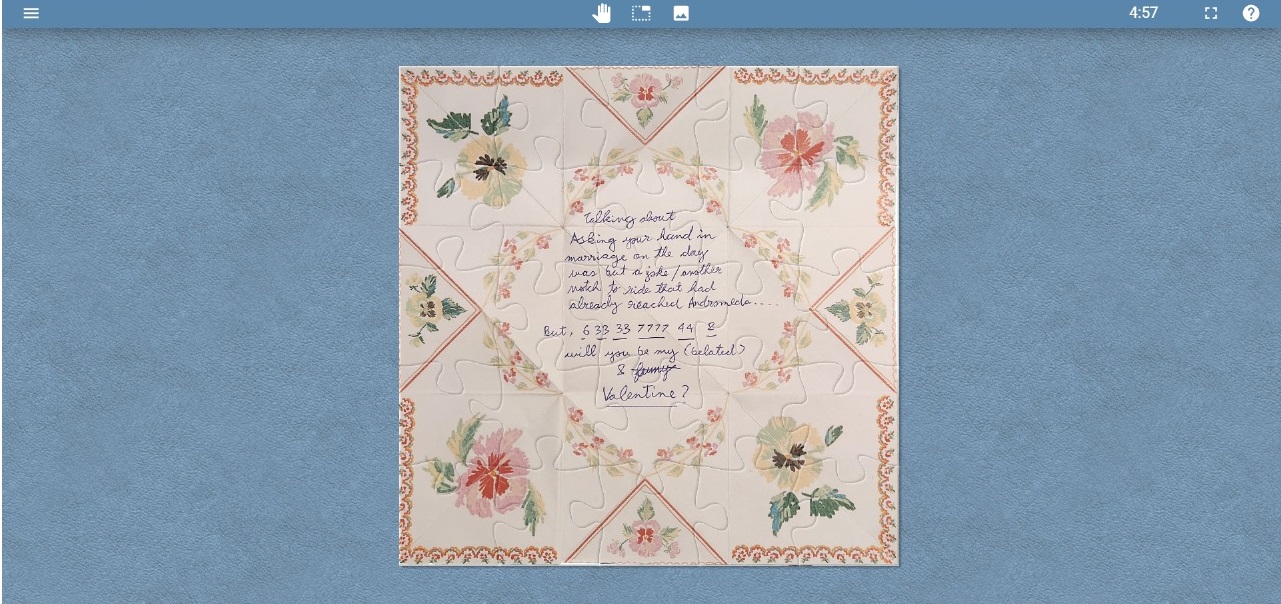 4:57
Talking about
Asking your hand in
marriage on the day
was but a joke / another
notch to ride that had
already reached Andromeda....
But, 6 33 33 7777 44 8
will you be my (belated)
&
Valentine?